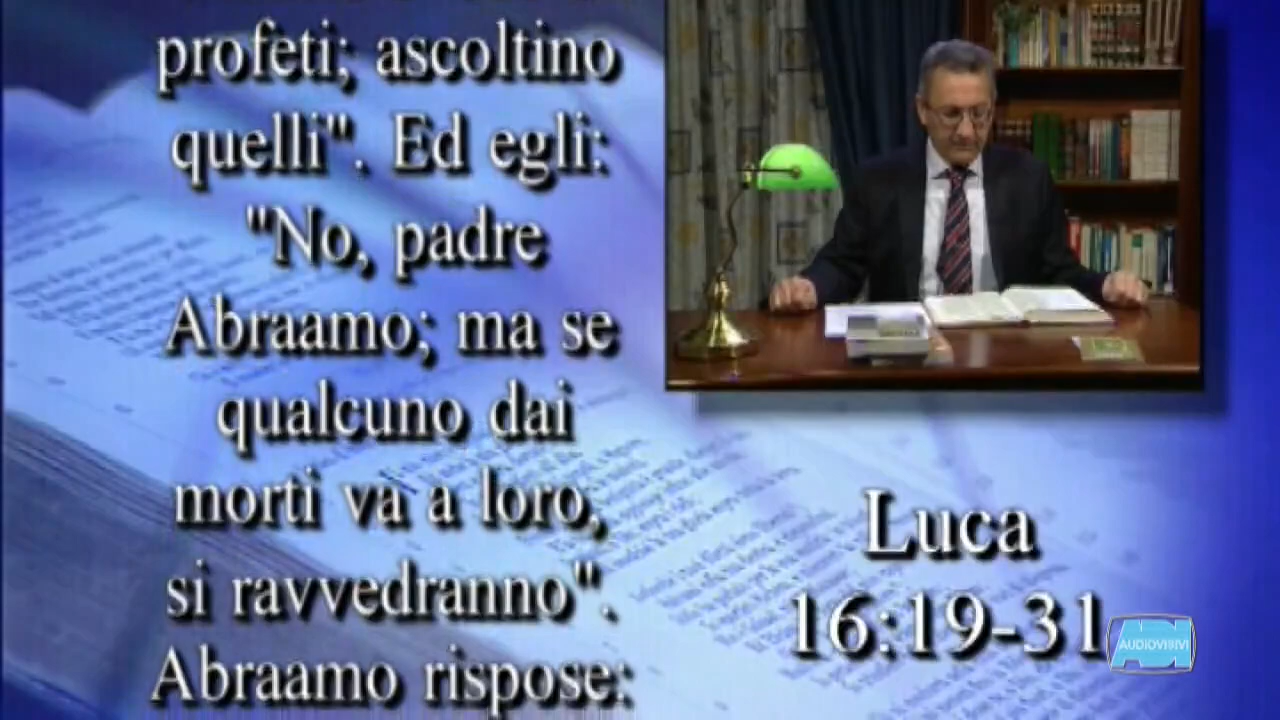 profeti; ascoltino
quelli". Ed egli:
"No, padre
Abraamo; ma se
qualcuno dai
morti va a loro,
si ravvedranno".
Abraamo rispose:
Luca
16:19-31
ADI
AUDIOVISIVI